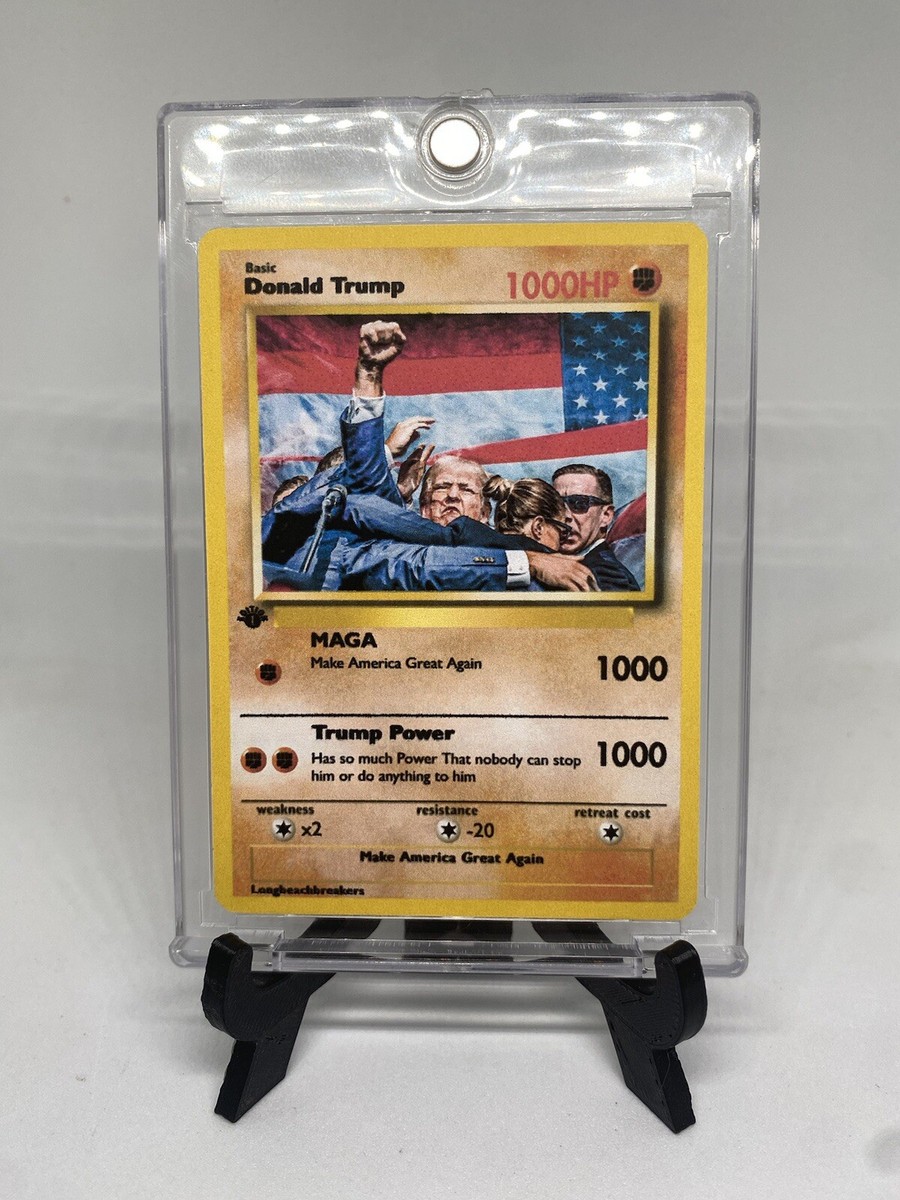 Basic
Donald Trump
1000HP
EDITION
1
MAGA
Make America Great Again
1000
Trump Power
Has so much Power That nobody can stop
him or do anything to him
1000
weakness
resistance
retreat cost
x2
-20
Make America Great Again
Longbeachbreakers